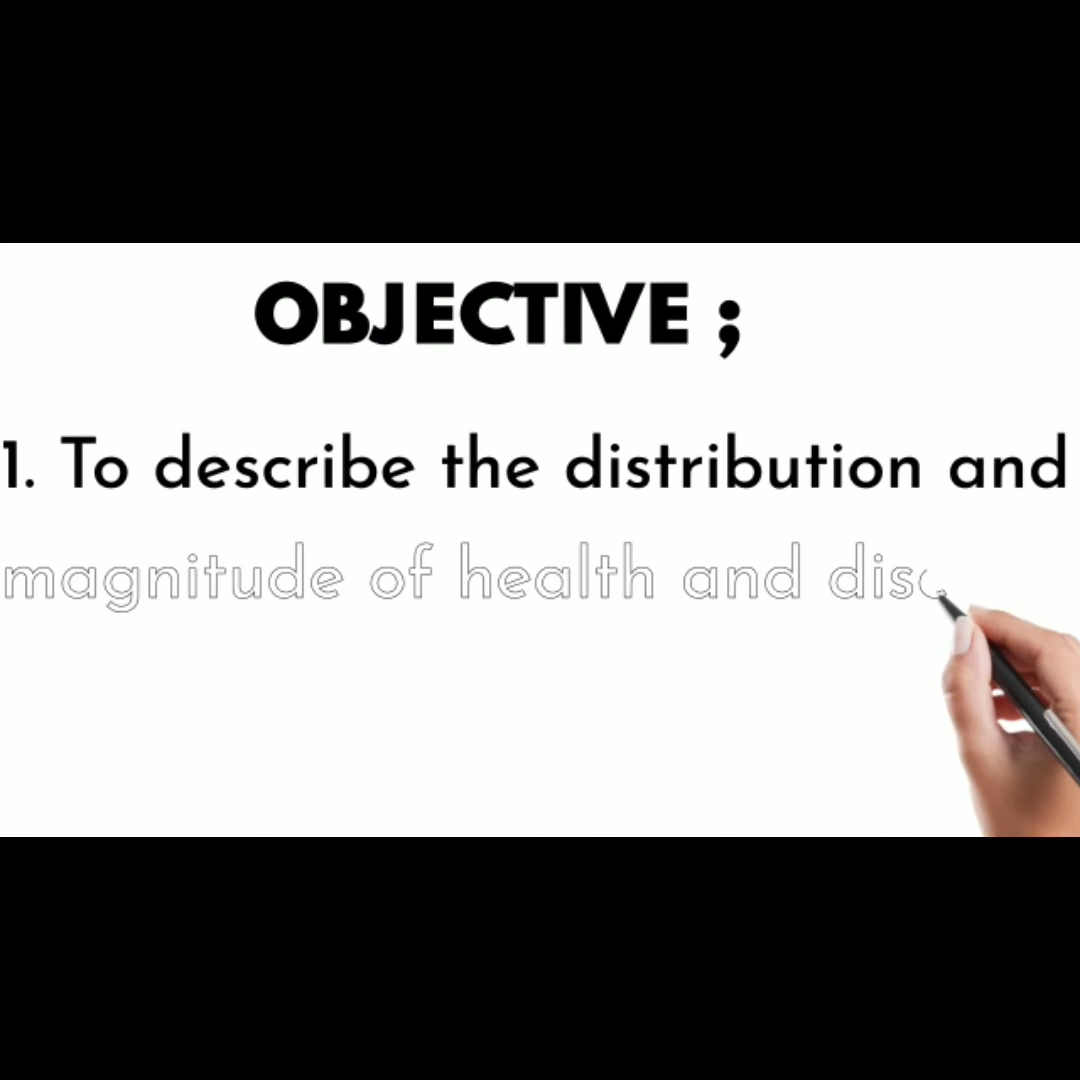 OBJECTIVE ;
1. To describe the distribution and
magnitude of health and